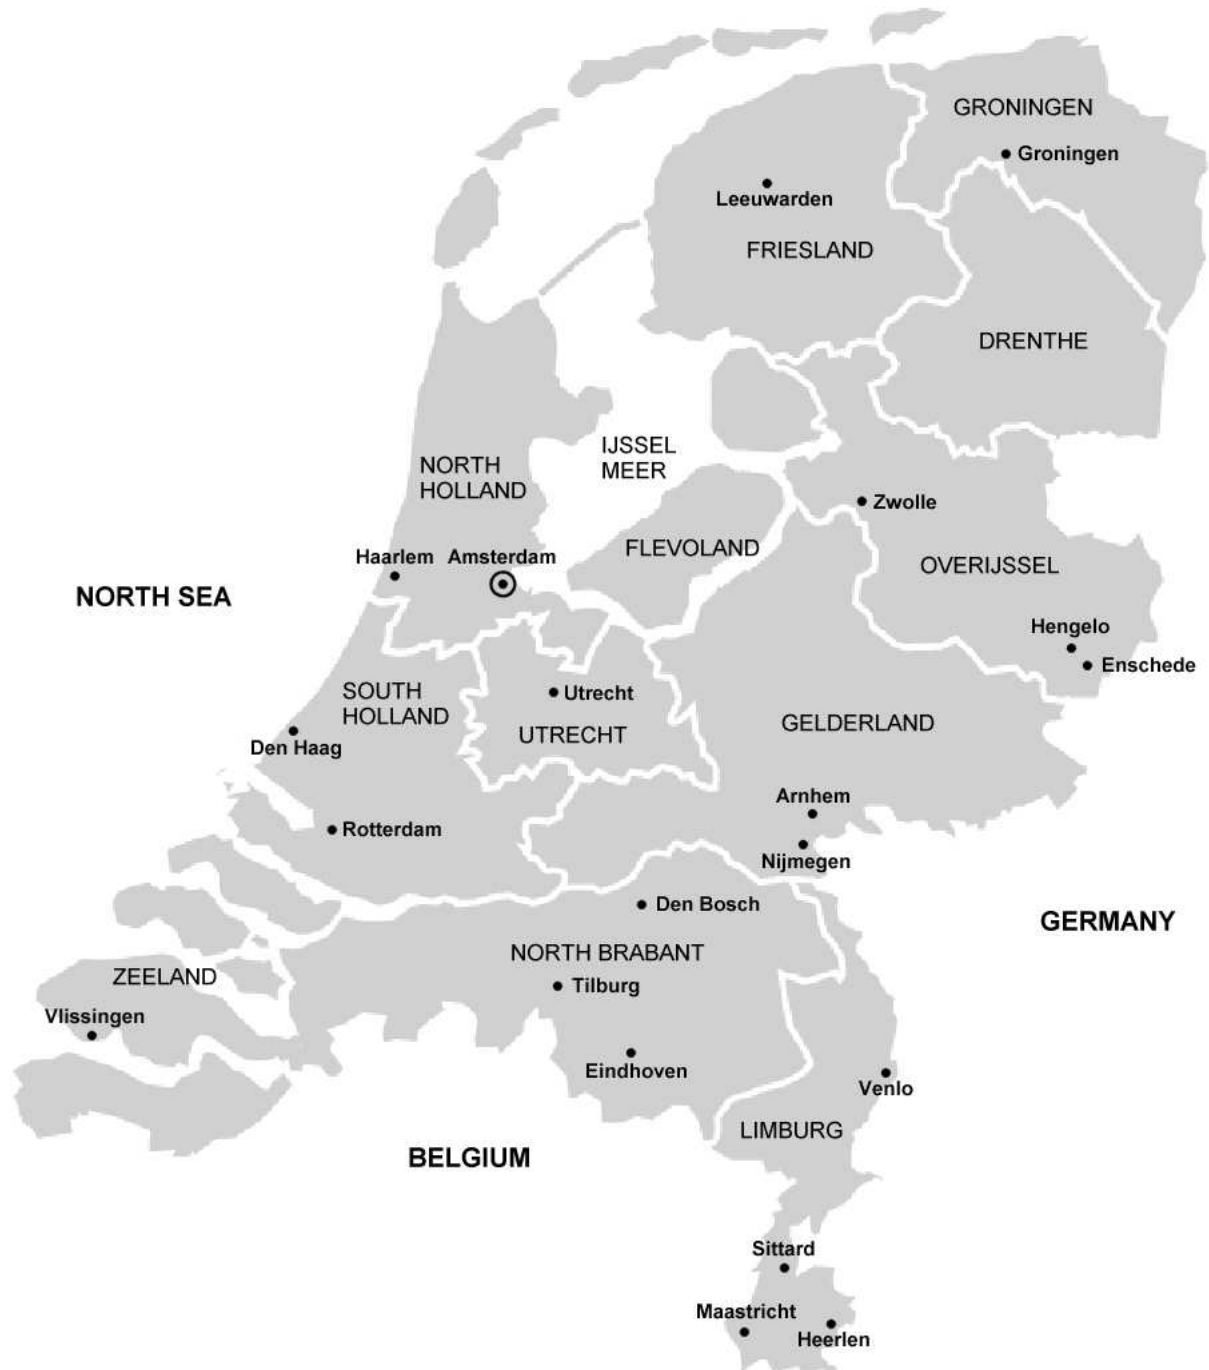 GRONINGEN
Groningen
Leeuwarden
FRIESLAND
DRENTHE
IJSSEL
MEER
NORTH
HOLLAND
Zwolle
FLEVOLAND
Haarlem
Amsterdam
OVERIJSSEL
NORTH SEA
Hengelo
Enschede
SOUTH
HOLLAND
Utrecht
UTRECHT
GELDERLAND
Den Haag
Arnhem
Rotterdam
Nijmegen
Den Bosch
GERMANY
NORTH BRABANT
ZEELAND
Tilburg
Vlissingen
Eindhoven
Venlo
LIMBURG
BELGIUM
Sittard
Maastricht
Heerlen